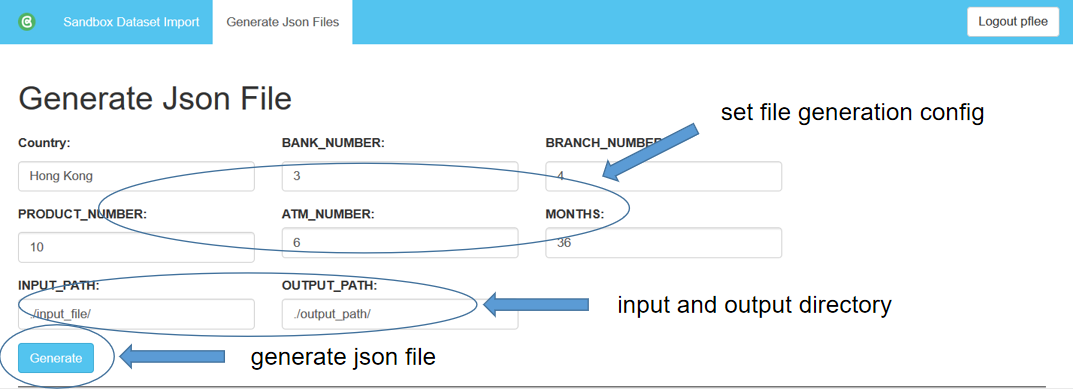 Sandbox Dataset Import Generate Json Files Logout pflee
Generate Json File
set file generation config
Country: BANK_NUMBER: BRANCH_NUMBER
Hong Kong 3 4
PRODUCT_NUMBER: ATM_NUMBER: MONTHS:
10 6 36
INPUT_PATH: OUTPUT_PATH:
./input_file/ ./output_path/
input and output directory
Generate
generate json file